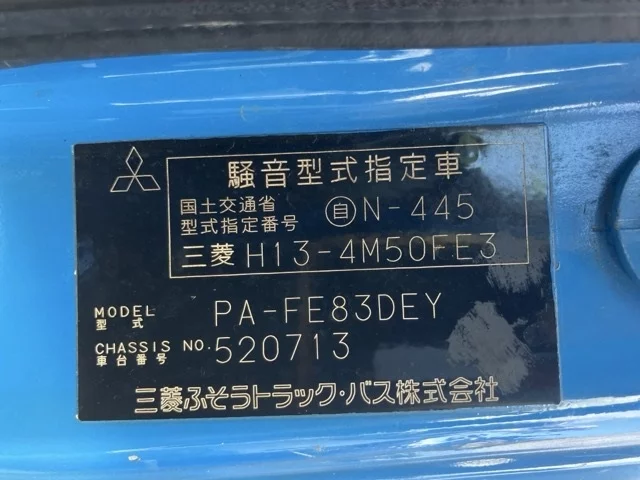 騒音型式指定車
国土交通省
型式指定番号 自N-445
三菱 H13-4M50FE3
MODEL
型式 PA-FE83DEY
CHASSIS NO.
車台番号 520713
三菱ふそうトラック・バス株式会社